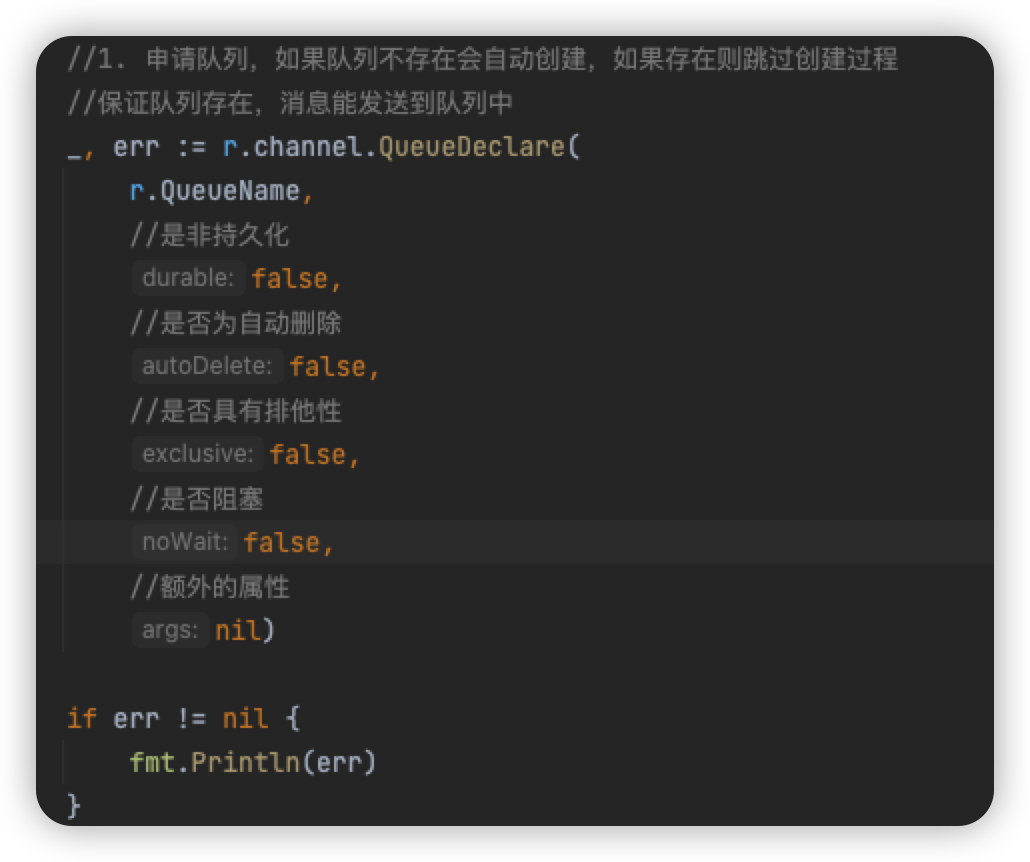 //1. 申请队列，如果队列不存在会自动创建，如果存在则跳过创建过程
//保证队列存在，消息能发送到队列中
_, err := r.channel.QueueDeclare(
r.QueueName,
//是非持久化
durable: false,
//是否为自动删除
autoDelete: false,
//是否具有排他性
exclusive: false,
//是否阻塞
noWait: false,
//额外的属性
args: nil)
if err != nil {
fmt.Println(err)
}